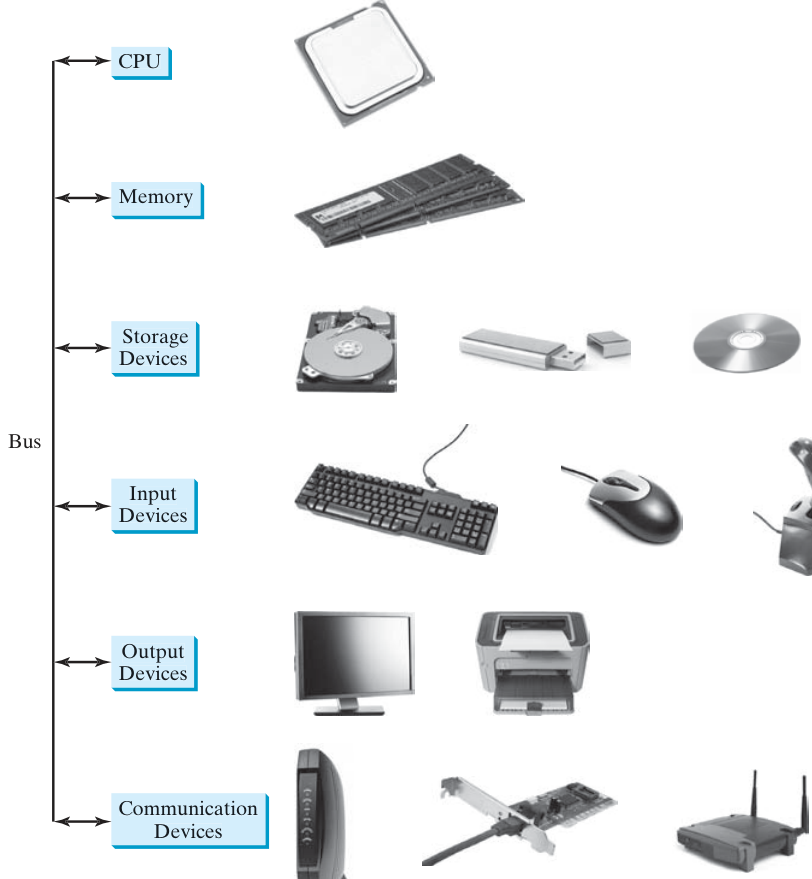 CPU
Memory
Storage
Devices
Bus
Input
Devices
Output
Devices
Communication
Devices